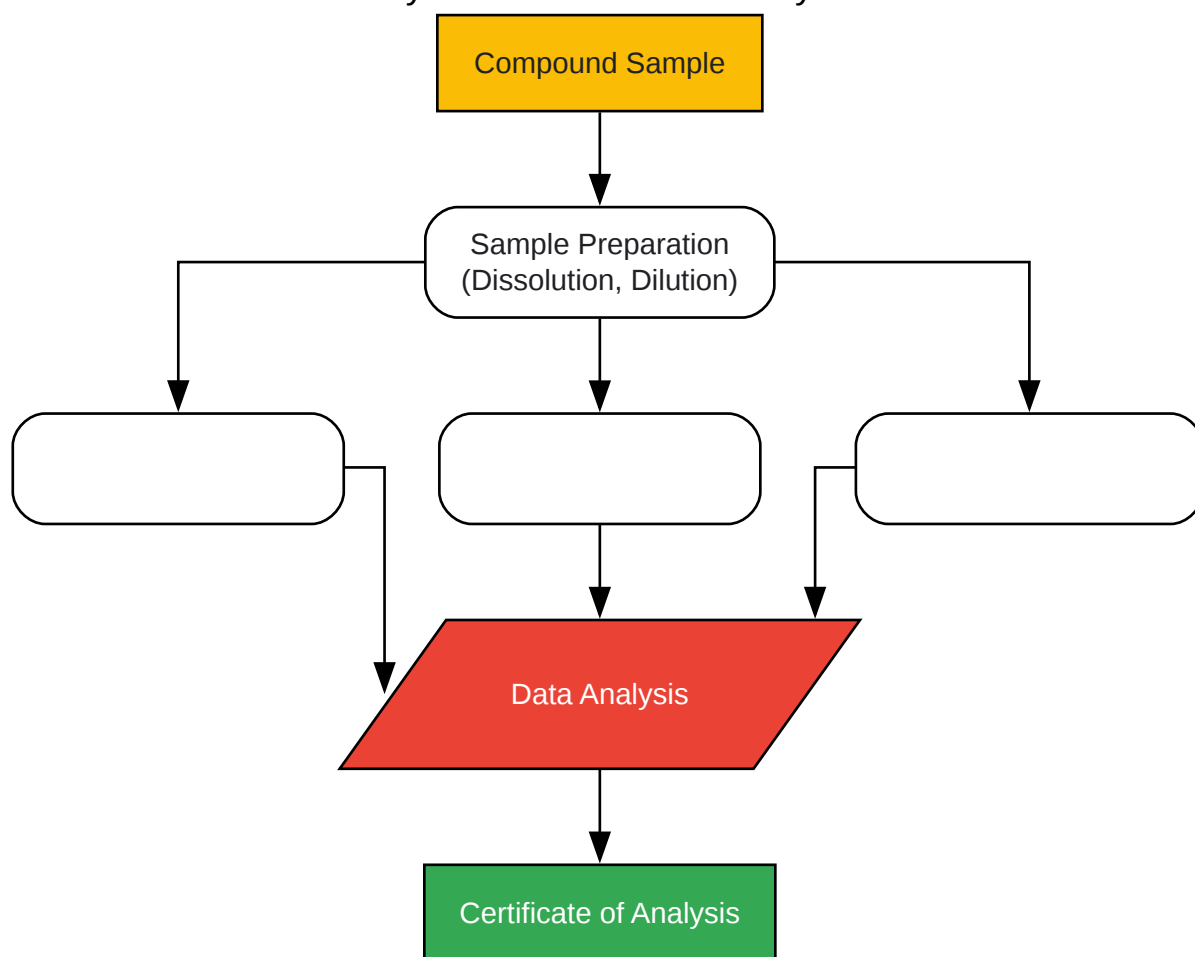 Compound Sample
Sample Preparation
(Dissolution, Dilution)
Data Analysis
Certificate of Analysis